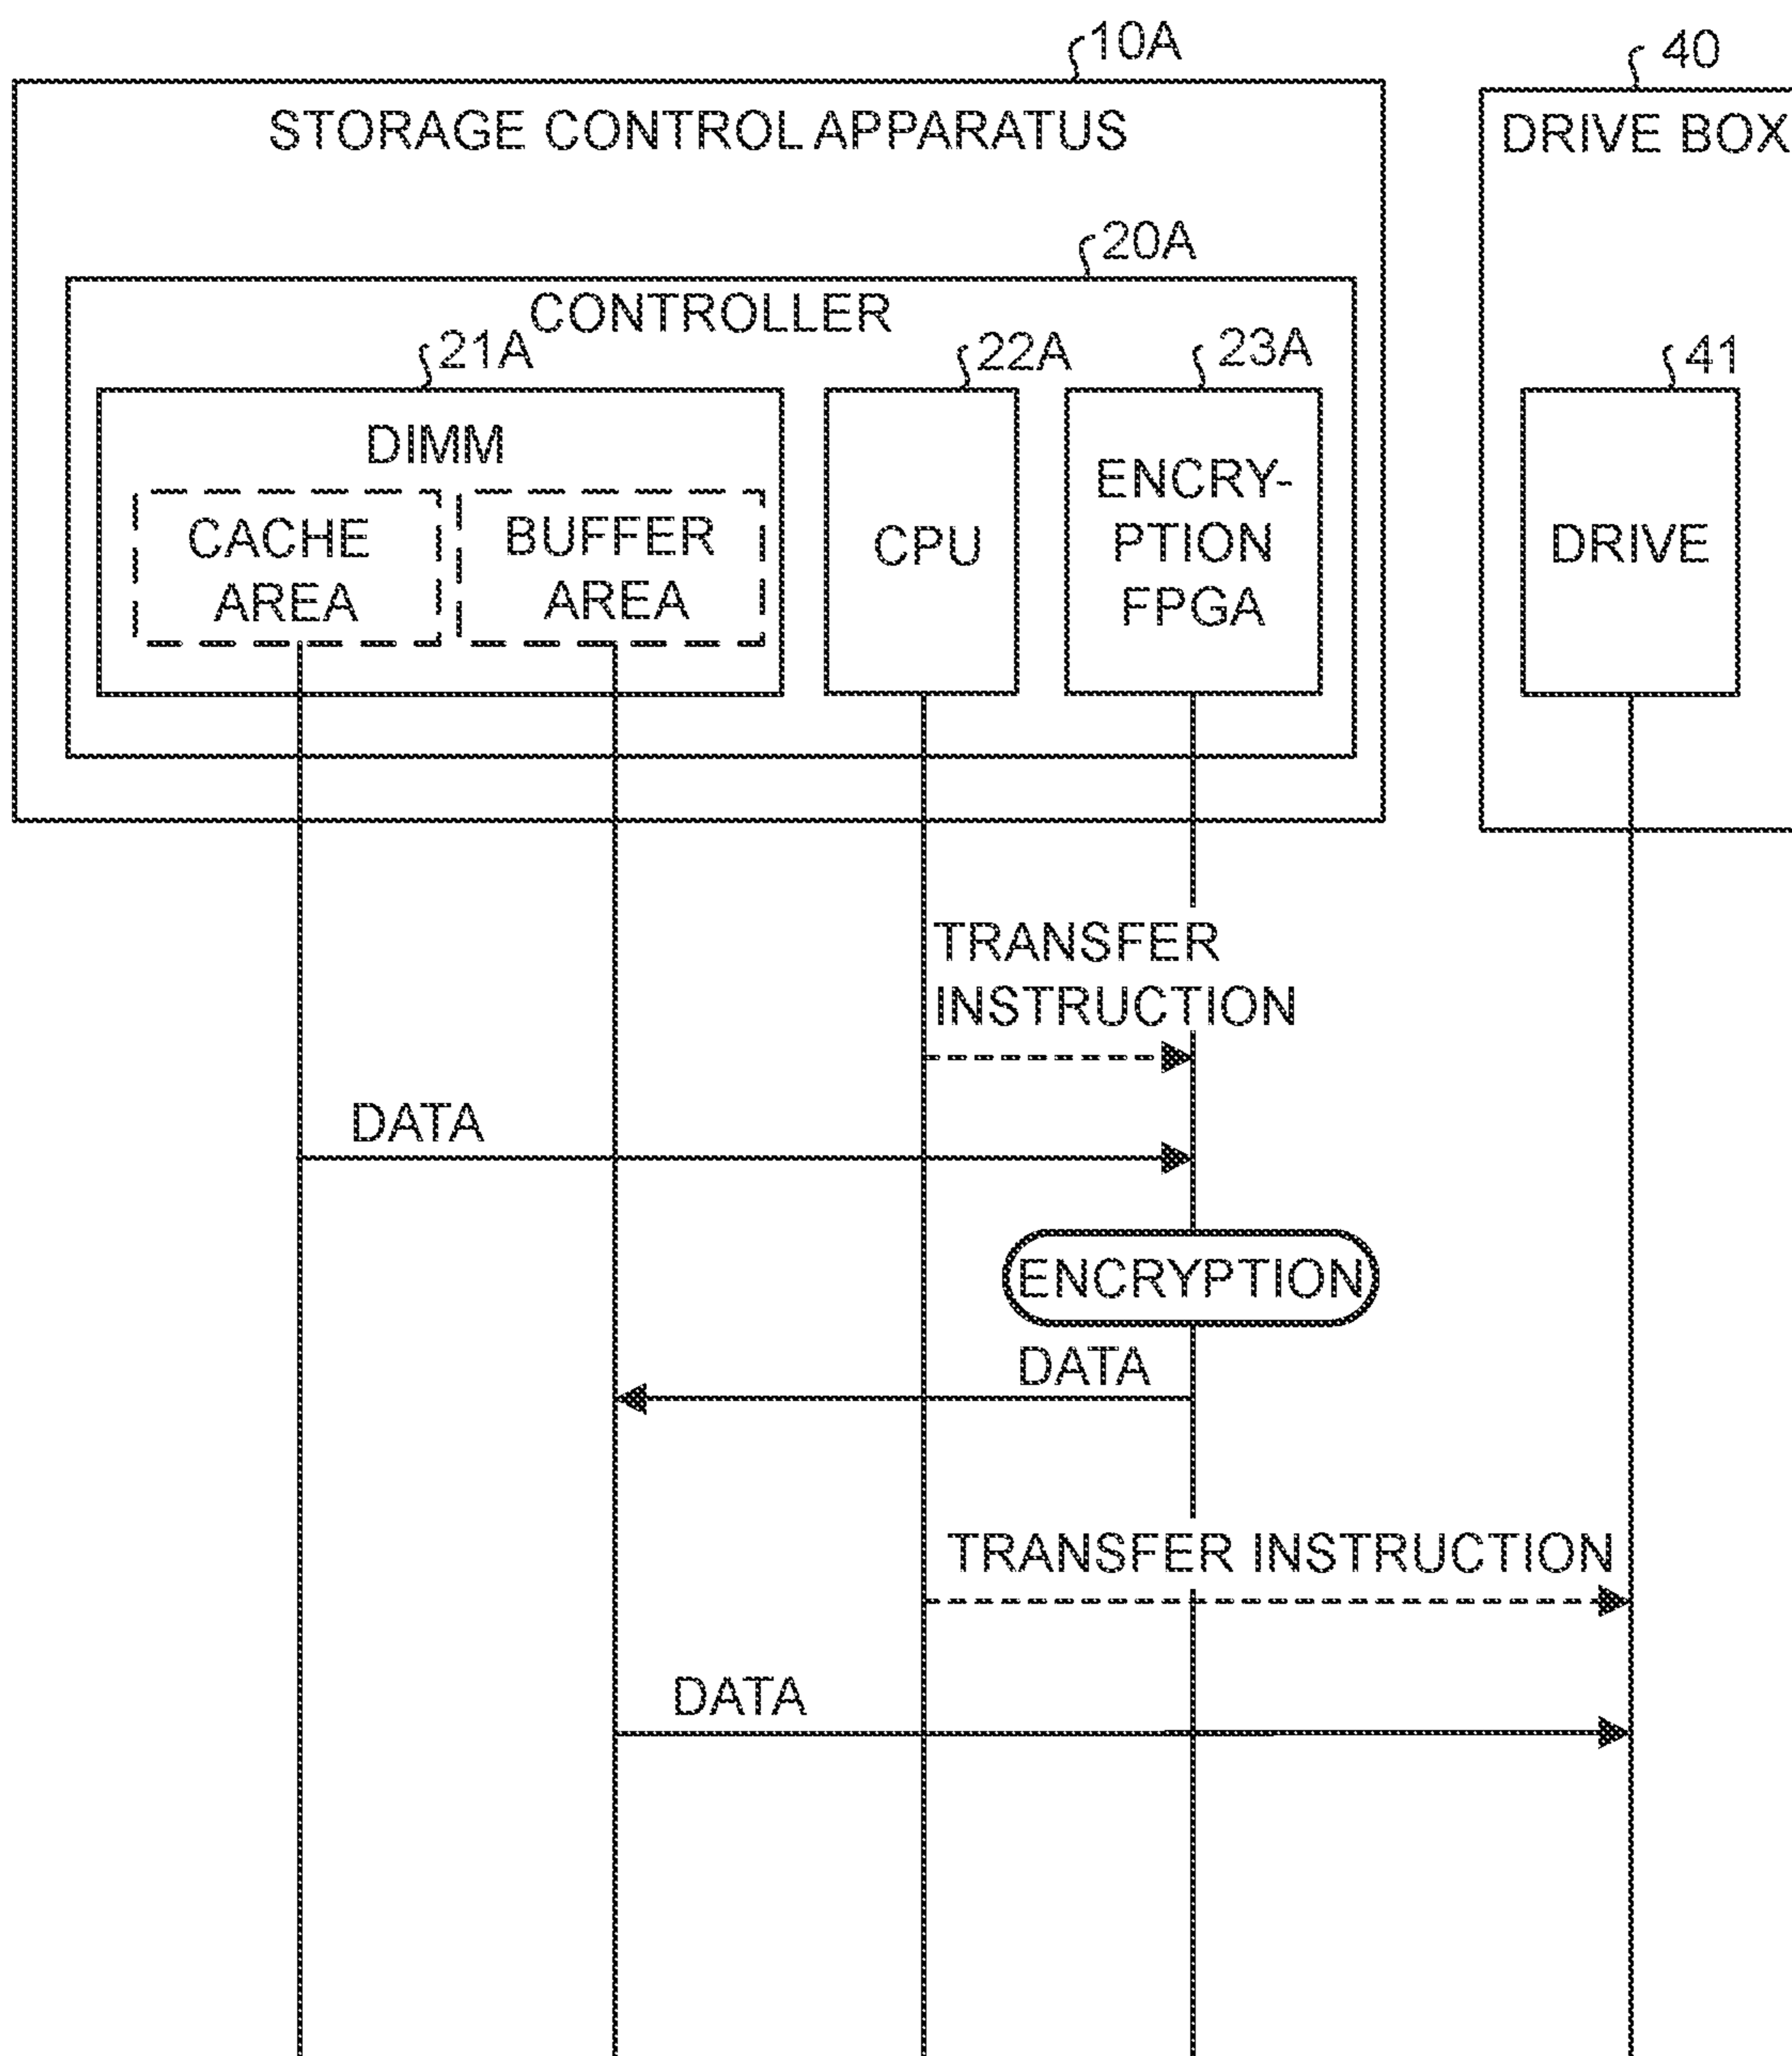 10A
40
STORAGE CONTROL APPARATUS
DRIVE BOX
20A
CONTROLLER
21A
22A
23A
41
DIMM
CACHE
AREA
BUFFER
AREA
CPU
ENCRY-
PTION
FPGA
DRIVE
TRANSFER
INSTRUCTION
DATA
ENCRYPTION
DATA
TRANSFER INSTRUCTION
DATA